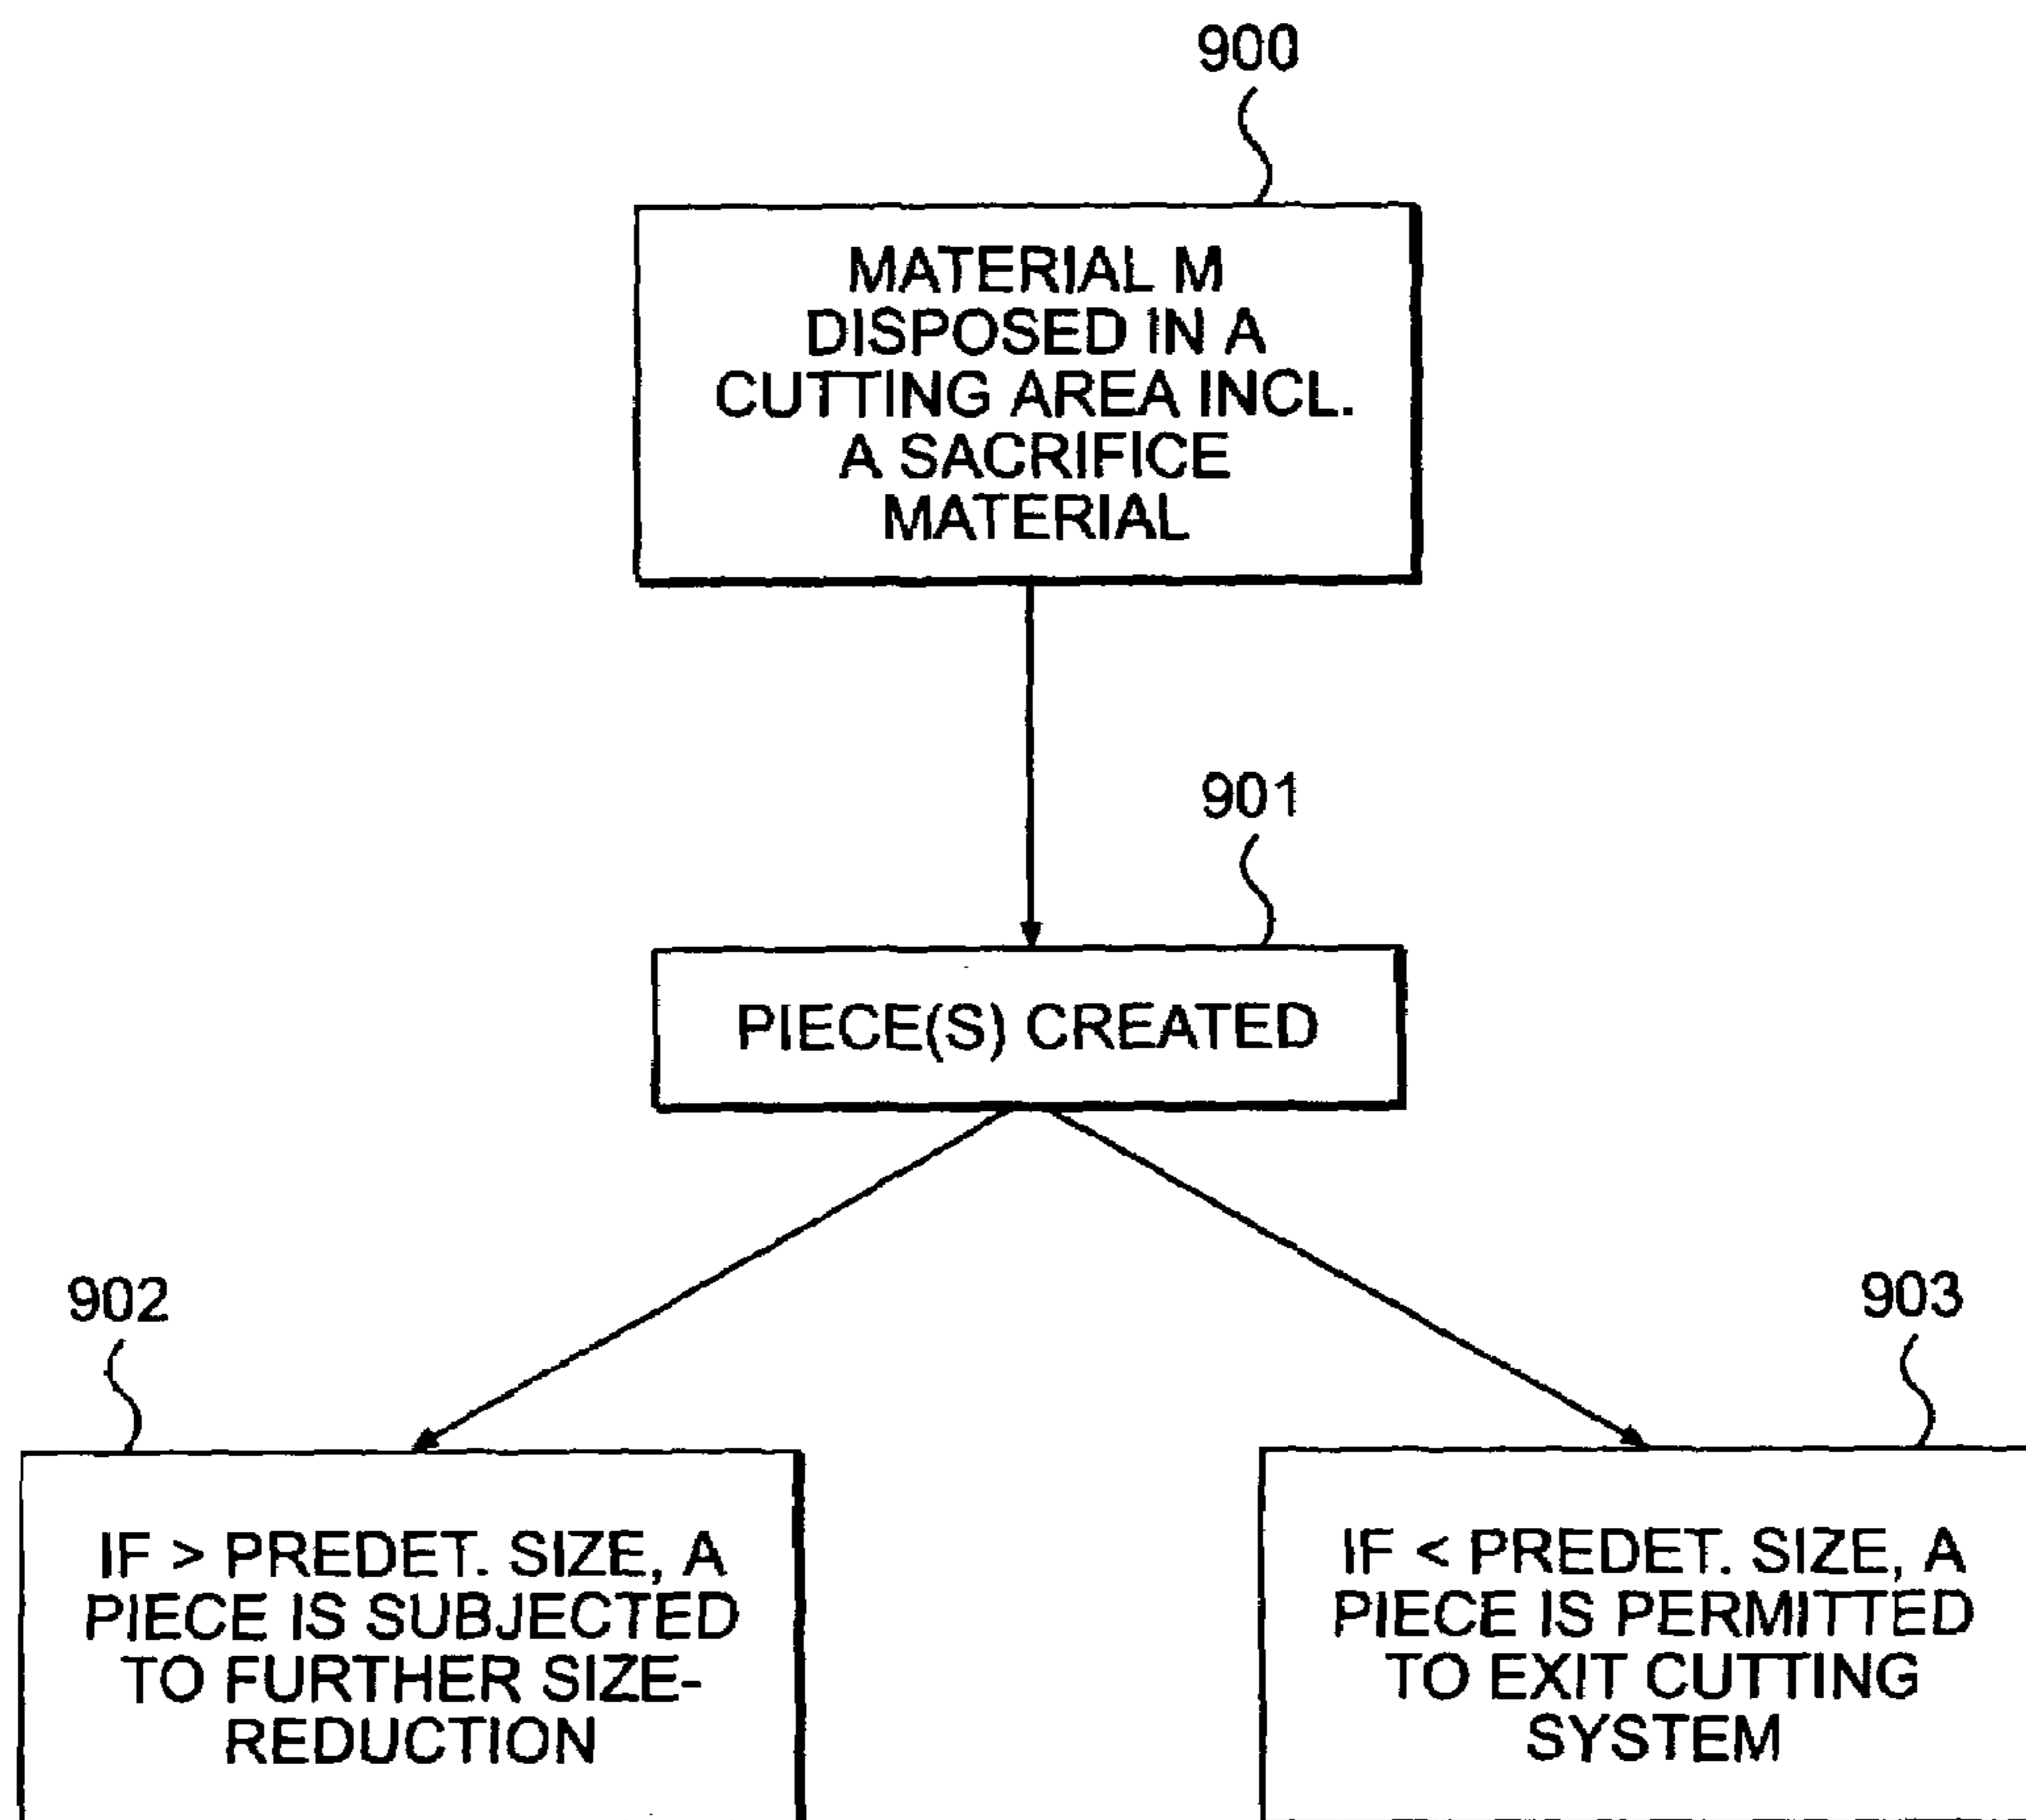 900
MATERIAL M
DISPOSED IN A
CUTTING AREA INCL.
A SACRIFICE
MATERIAL
901
PIECE(S) CREATED
902
IF > PREDET. SIZE, A
PIECE IS SUBJECTED
TO FURTHER SIZE-
REDUCTION
903
IF < PREDET. SIZE, A
PIECE IS PERMITTED
TO EXIT CUTTING
SYSTEM